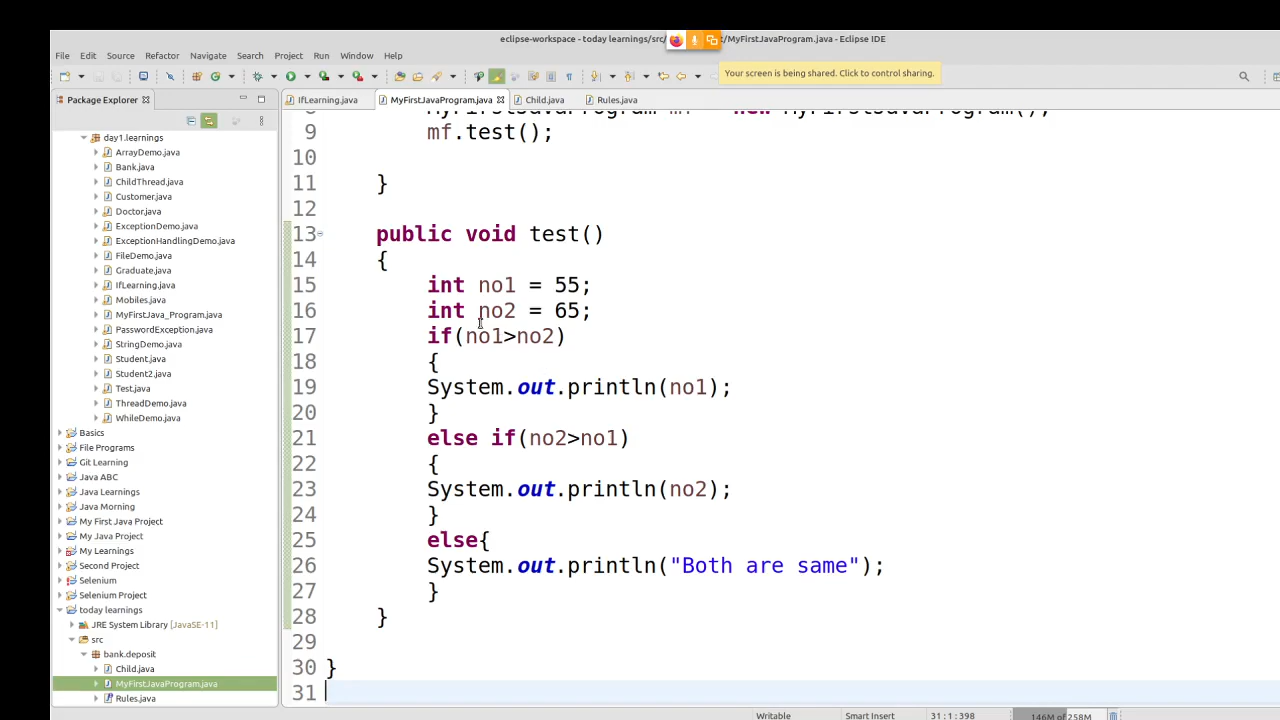 eclipse-workspace - today learnings/src/ t/MyFirstJavaProgram.java - Eclipse IDE
File Edit Source Refactor Navigate Search Project Run Window Help
Your screen is being shared. Click to control sharing.
Package Explorer
IfLearning.java MyFirstJavaProgram.java Child.java Rules.java
day1.learnings
ArrayDemo.java
Bank.java
ChildThread.java
Customer.java
Doctor.java
ExceptionDemo.java
ExceptionHandlingDemo.java
FileDemo.java
Graduate.java
IfLearning.java
Mobiles.java
MyFirstJava_Program.java
PasswordException.java
StringDemo.java
Student.java
Student2.java
Test.java
ThreadDemo.java
WhileDemo.java
Basics
File Programs
Git Learning
Java ABC
Java Learnings
Java Morning
My First Java Project
My Java Project
My Learnings
Second Project
Selenium
Selenium Project
today learnings
JRE System Library [JavaSE-11]
src
bank.deposit
Child.java
MyFirstJavaProgram.java
Rules.java
8 MyFirstJavaProgram mf = new MyFirstJavaProgram();
9 mf.test();
10
11 }
12
13 public void test()
14 {
15 int no1 = 55;
16 int no2 = 65;
17 if(no1>no2)
18 {
19 System.out.println(no1);
20 }
21 else if(no2>no1)
22 {
23 System.out.println(no2);
24 }
25 else{
26 System.out.println("Both are same");
27 }
28 }
29
30 }
31
Writable Smart Insert 31:1:398 146M of 258M